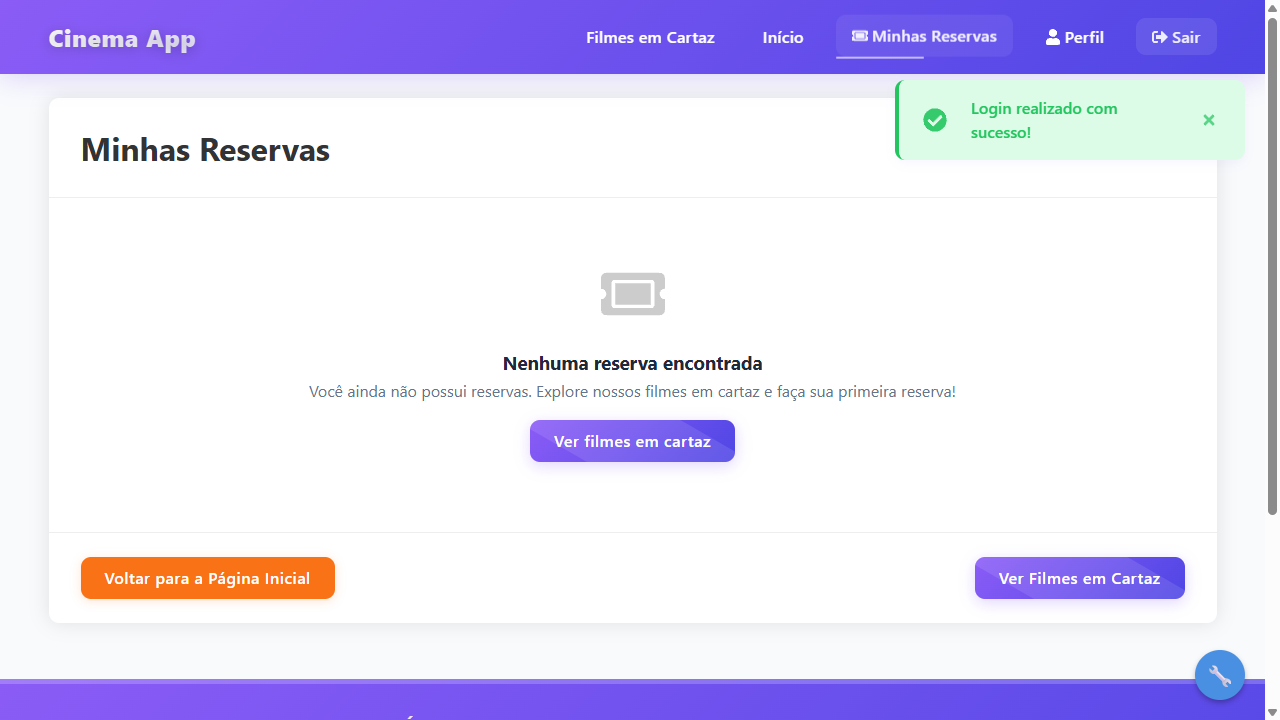 Cinema App
Filmes em Cartaz
Início
Minhas Reservas
Perfil
Sair
Login realizado com
sucesso!
Minhas Reservas
Nenhuma reserva encontrada
Você ainda não possui reservas. Explore nossos filmes em cartaz e faça sua primeira reserva!
Ver filmes em cartaz
Voltar para a Página Inicial
Ver Filmes em Cartaz